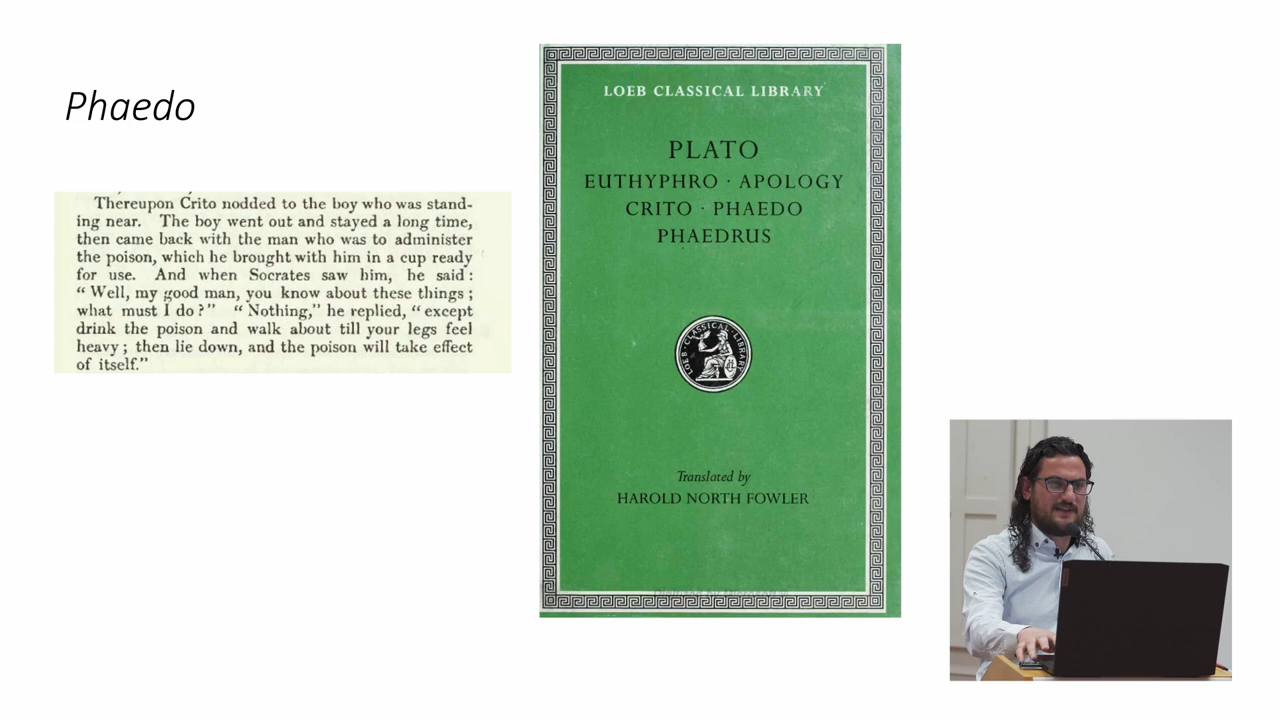 Phaedo
Thereupon Crito nodded to the boy who was stand-
ing near. The boy went out and stayed a long time,
then came back with the man who was to administer
the poison, which he brought with him in a cup ready
for use. And when Socrates saw him, he said:
“Well, my good man, you know about these things;
what must I do?” “Nothing,” he replied, “except
drink the poison and walk about till your legs feel
heavy; then lie down, and the poison will take effect
of itself.”
LOEB CLASSICAL LIBRARY
PLATO
EUTHYPHRO · APOLOGY
CRITO · PHAEDO
PHAEDRUS
LOEB CLASSICAL LIBRARY
Translated by
HAROLD NORTH FOWLER